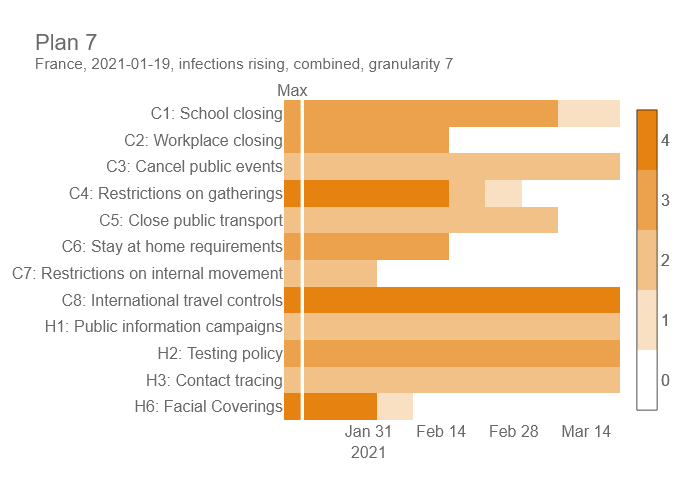 Plan 7
France, 2021-01-19, infections rising, combined, granularity 7
Max
C1: School closing
C2: Workplace closing
C3: Cancel public events
C4: Restrictions on gatherings
C5: Close public transport
C6: Stay at home requirements
C7: Restrictions on internal movement
C8: International travel controls
H1: Public information campaigns
H2: Testing policy
H3: Contact tracing
H6: Facial Coverings
4
3
2
1
0
Jan 31 Feb 14 Feb 28 Mar 14
2021